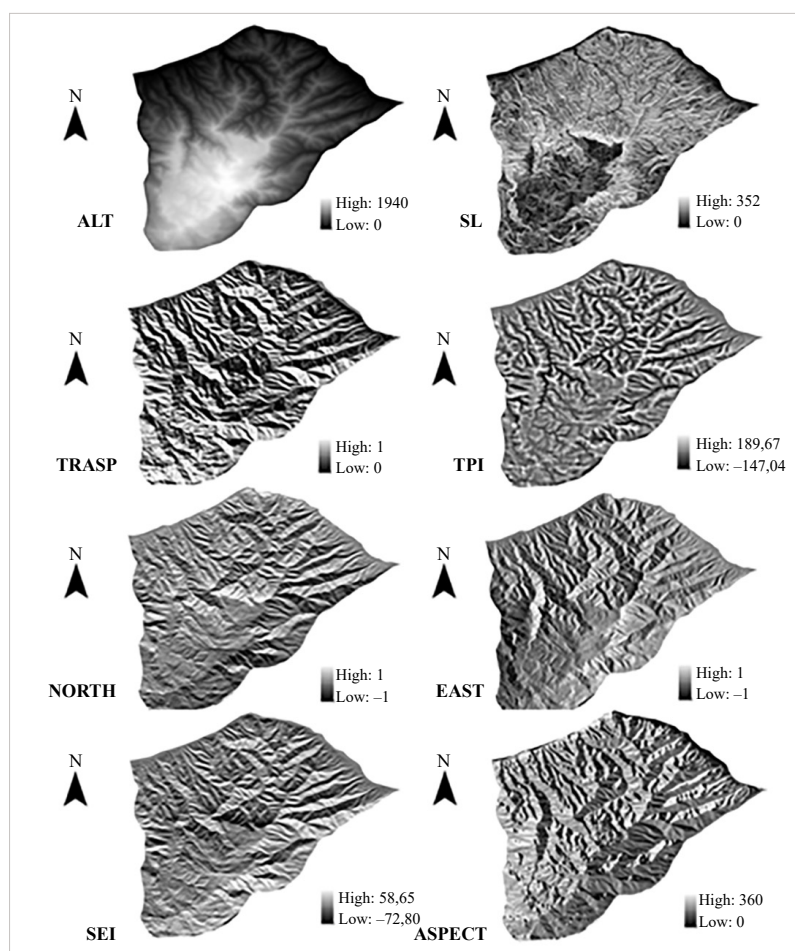 N
High: 1940
Low: 0
ALT
N
High: 352
Low: 0
SL
N
High: 1
Low: 0
TRASP
N
High: 189,67
Low: –147,04
TPI
N
High: 1
Low: –1
NORTH
N
High: 1
Low: –1
EAST
N
High: 58,65
Low: –72,80
SEI
N
High: 360
Low: 0
ASPECT